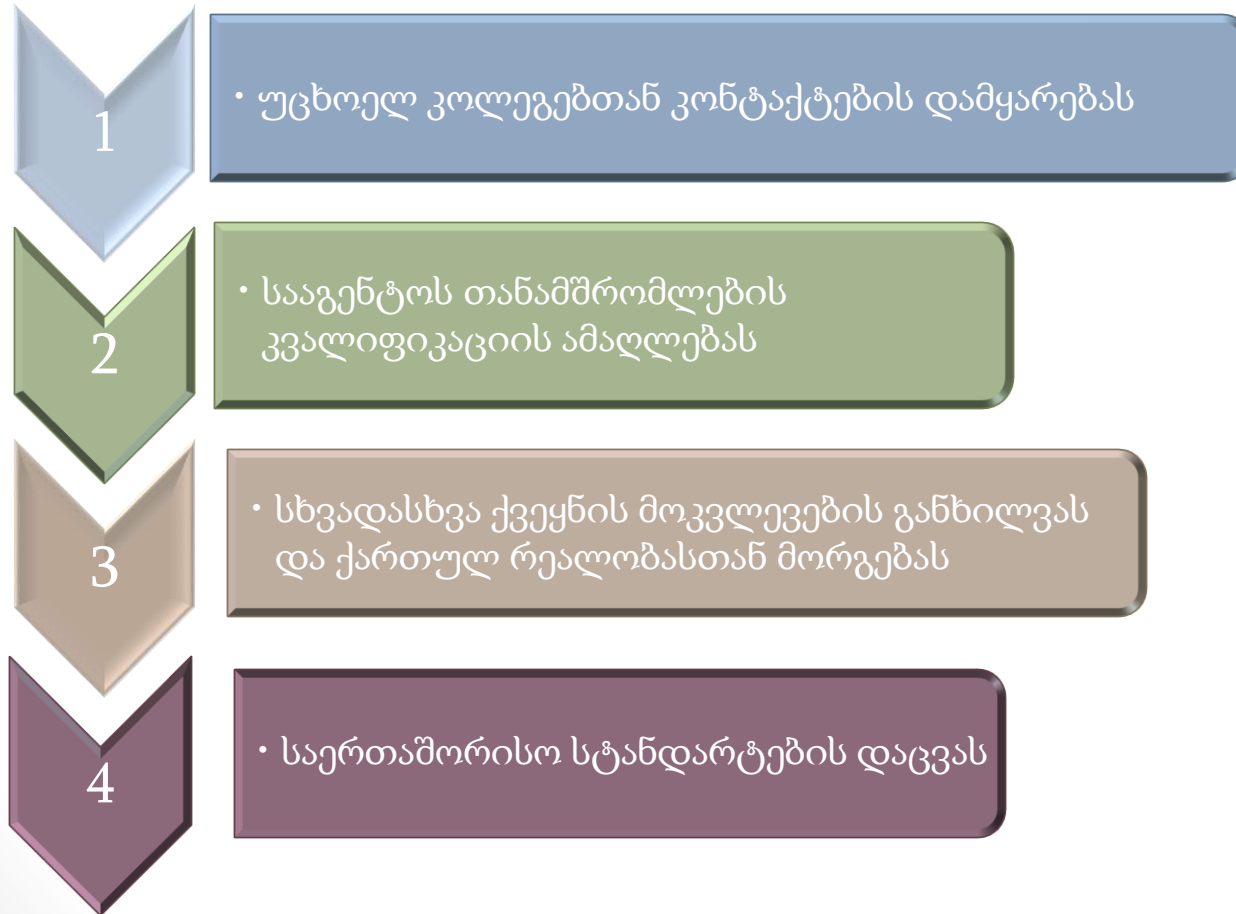 1
• უცხოელ კოლეგებთან კონტაქტების დამყარებას
2
• სააგენტოს თანამშრომლების
კვალიფიკაციის ამაღლებას
3
• სხვადასხვა ქვეყნის მოკვლევების განხილვას
და ქართულ რეალობასთან მორგებას
4
• საერთაშორისო სტანდარტების დაცვას